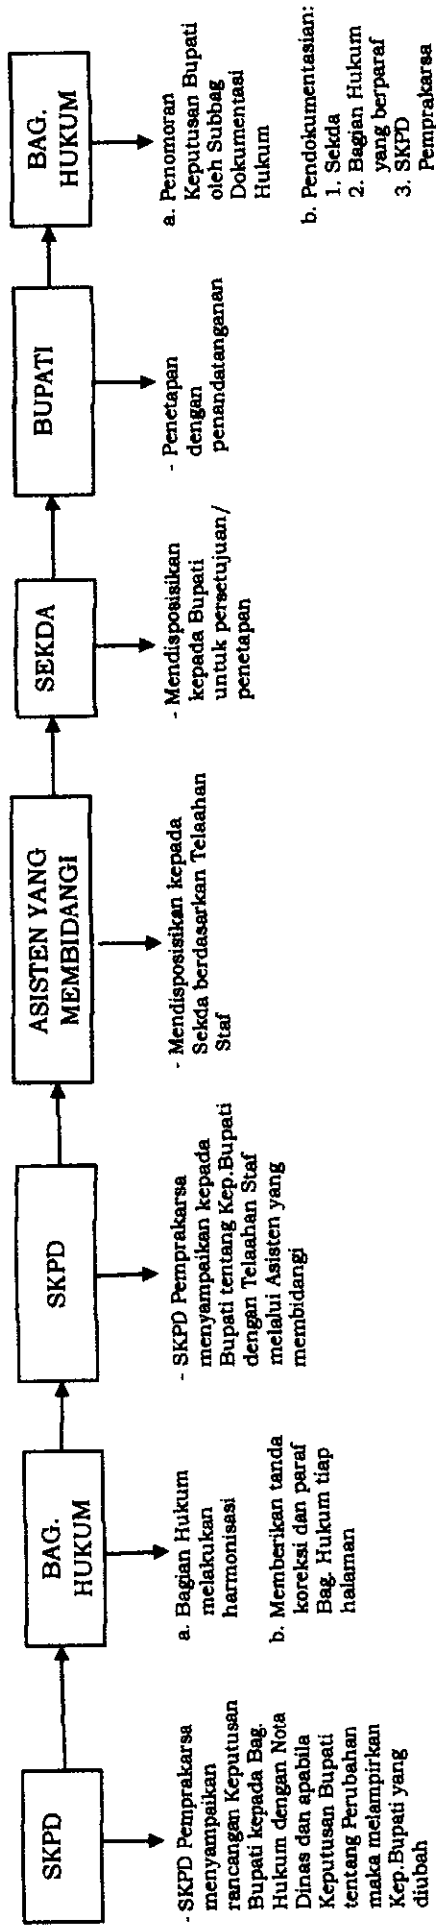 SKPD
- SKPD Pemprakarsa
menyampaikan
rancangan Keputusan
Bupati kepada Bag.
Hukum dengan Nota
Dinas dan apabila
Keputusan Bupati
tentang Perubahan
maka melampirkan
Kep.Bupati yang
diubah
BAG.
HUKUM
a. Bagian Hukum
melakukan
harmonisasi
b. Memberikan tanda
koreksi dan paraf
Bag. Hukum tiap
halaman
SKPD
- SKPD Pemprakarsa
menyampaikan kepada
Bupati tentang Kep.Bupati
dengan Telaahan Staf
melalui Asisten yang
membidangi
ASISTEN YANG
MEMBIDANGI
- Mendisposisikan kepada
Sekda berdasarkan Telaahan
Staf
SEKDA
- Mendisposisikan
kepada Bupati
untuk persetujuan/
penetapan
BUPATI
- Penetapan
dengan
penandatanganan
BAG.
HUKUM
a. Penomoran
Keputusan Bupati
oleh Subbag
Dokumentasi
Hukum
b. Pendokumentasian:
1. Sekda
2. Bagian Hukum
yang berparaf
3. SKPD
Pemprakarsa